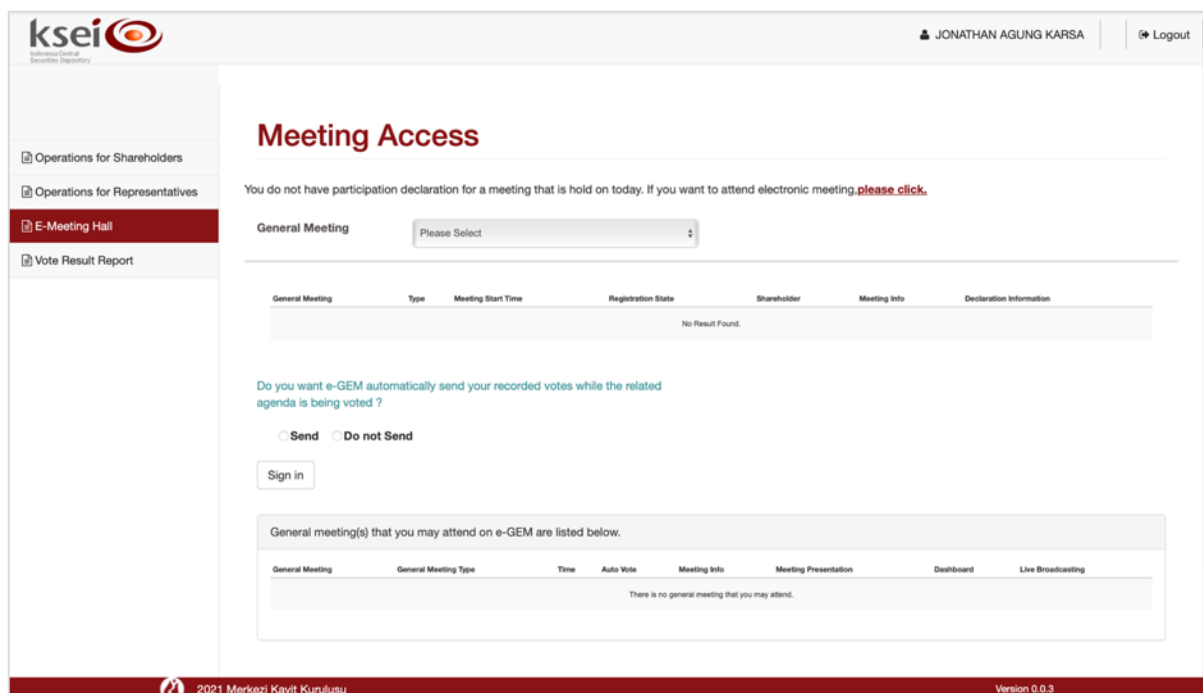 ksei
Indonesia Central
Securities Depository
JONATHAN AGUNG KARSA
Logout
Operations for Shareholders
Operations for Representatives
E-Meeting Hall
Vote Result Report
Meeting Access
You do not have participation declaration for a meeting that is hold on today. If you want to attend electronic meeting,please click.
General Meeting Please Select
General Meeting Type Meeting Start Time Registration State Shareholder Meeting Info Declaration Information
No Result Found.
Do you want e-GEM automatically send your recorded votes while the related
agenda is being voted ?
Send Do not Send
Sign in
General meeting(s) that you may attend on e-GEM are listed below.
General Meeting General Meeting Type Time Auto Vote Meeting Info Meeting Presentation Dashboard Live Broadcasting
There is no general meeting that you may attend.
2021 Merkezi Kayit Kurulusu Version 0.0.3